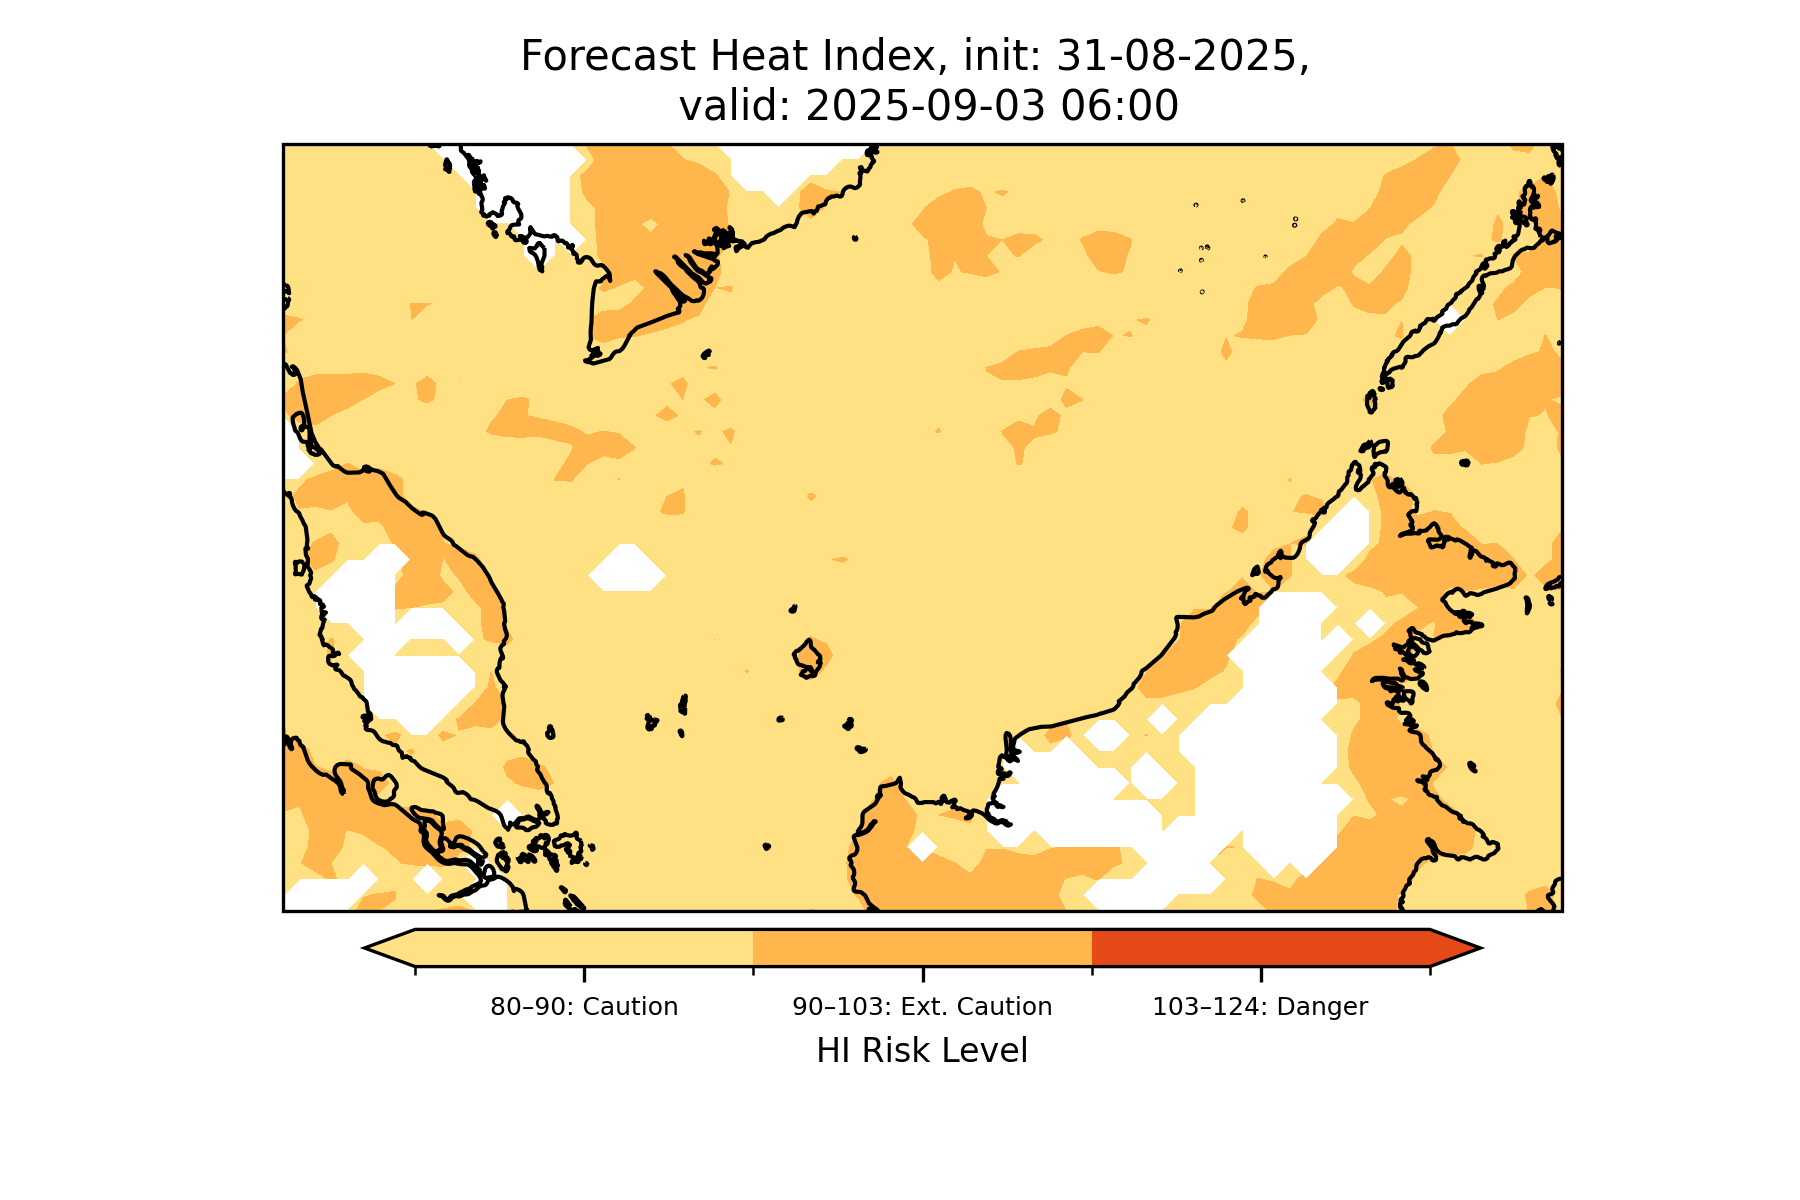 Forecast Heat Index, init: 31-08-2025,
valid: 2025-09-03 06:00
80–90: Caution
90–103: Ext. Caution
103–124: Danger
HI Risk Level